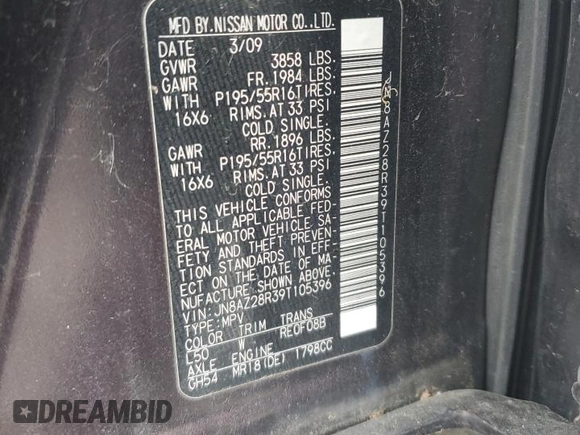 MFD BY.NISSAN MOTOR CO.,LTD.
DATE 3/09
GVWR 3858 LBS.
GAWR FR. 1984 LBS.
WITH P195/55R16TIRES.
16X6 RIMS.AT 33 PSI
COLD SINGLE.
GAWR RR. 1896 LBS.
WITH P195/55R16TIRES.
16X6 RIMS.AT 33 PSI
COLD SINGLE.
THIS VEHICLE CONFORMS
TO ALL APPLICABLE FED-
ERAL MOTOR VEHICLE SA-
FETY AND THEFT PREVEN-
TION STANDARDS IN EFF-
ECT ON THE DATE OF MA-
NUFACTURE SHOWN ABOVE.
VIN:JN8AZ28R39T105396
TYPE:MPV
COLOR TRIM TRANS
L50 W RE0F08B
AXLE ENGINE
GH54 MR18(DE) 1798CC
JN8AZ28R39T105396
DREAMBID